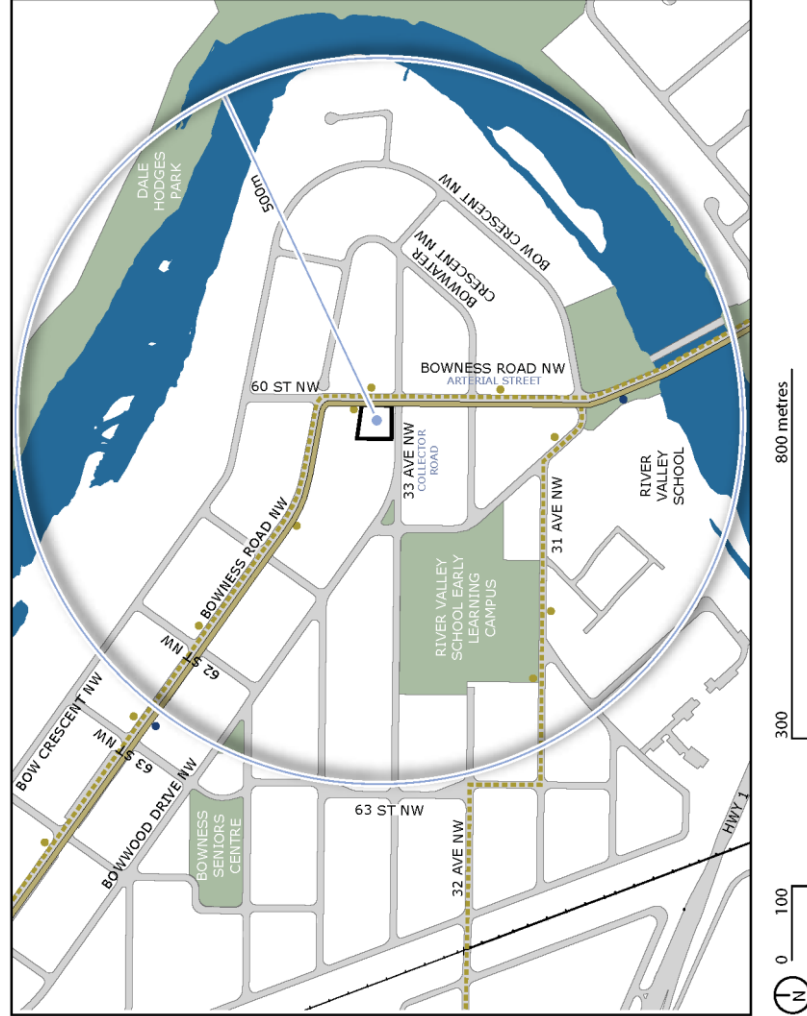 DALE
HODGES
PARK
500m
BOW CRESCENT NW
BOWWATER
CRESCENT NW
60 ST NW
BOWNESS ROAD NW
ARTERIAL STREET
33 AVE NW
COLLECTOR
ROAD
BOWNESS ROAD NW
31 AVE NW
RIVER
VALLEY
SCHOOL
RIVER VALLEY
SCHOOL EARLY
LEARNING
CAMPUS
62 ST NW
BOW CRESCENT NW
63 ST NW
BOWWOOD DRIVE NW
BOWNESS
SENIORS
CENTRE
63 ST NW
32 AVE NW
HWY 1
0
100
300
800 metres
N